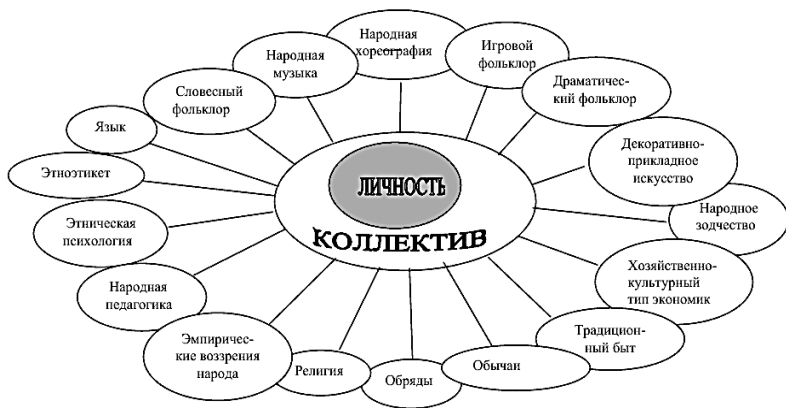 Народная
хореография
Игровой
фольклор
Народная
музыка
Драматичес-
кий фольклор
Словесный
фольклор
Язык
Декоративно-
прикладное
искусство
Этноэтикет
ЛИЧНОСТЬ
КОЛЛЕКТИВ
Народное
зодчество
Этническая
психология
Хозяйственно-
культурный
тип экономик
Народная
педагогика
Традицион-
ный быт
Эмпиричес-
кие воззрения
народа
Религия
Обряды
Обычаи